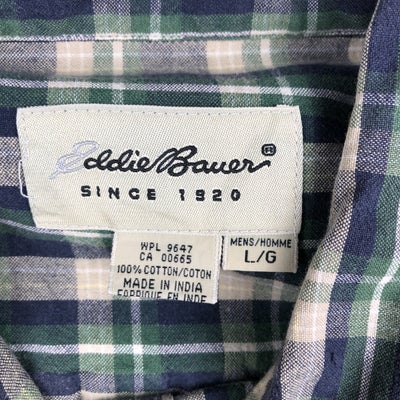 Eddie Bauer®
SINCE 1920
WPL 9647
CA 00665
100% COTTON/COTON
MADE IN INDIA
FABRIQUE EN INDE
MENS/HOMME
L/G